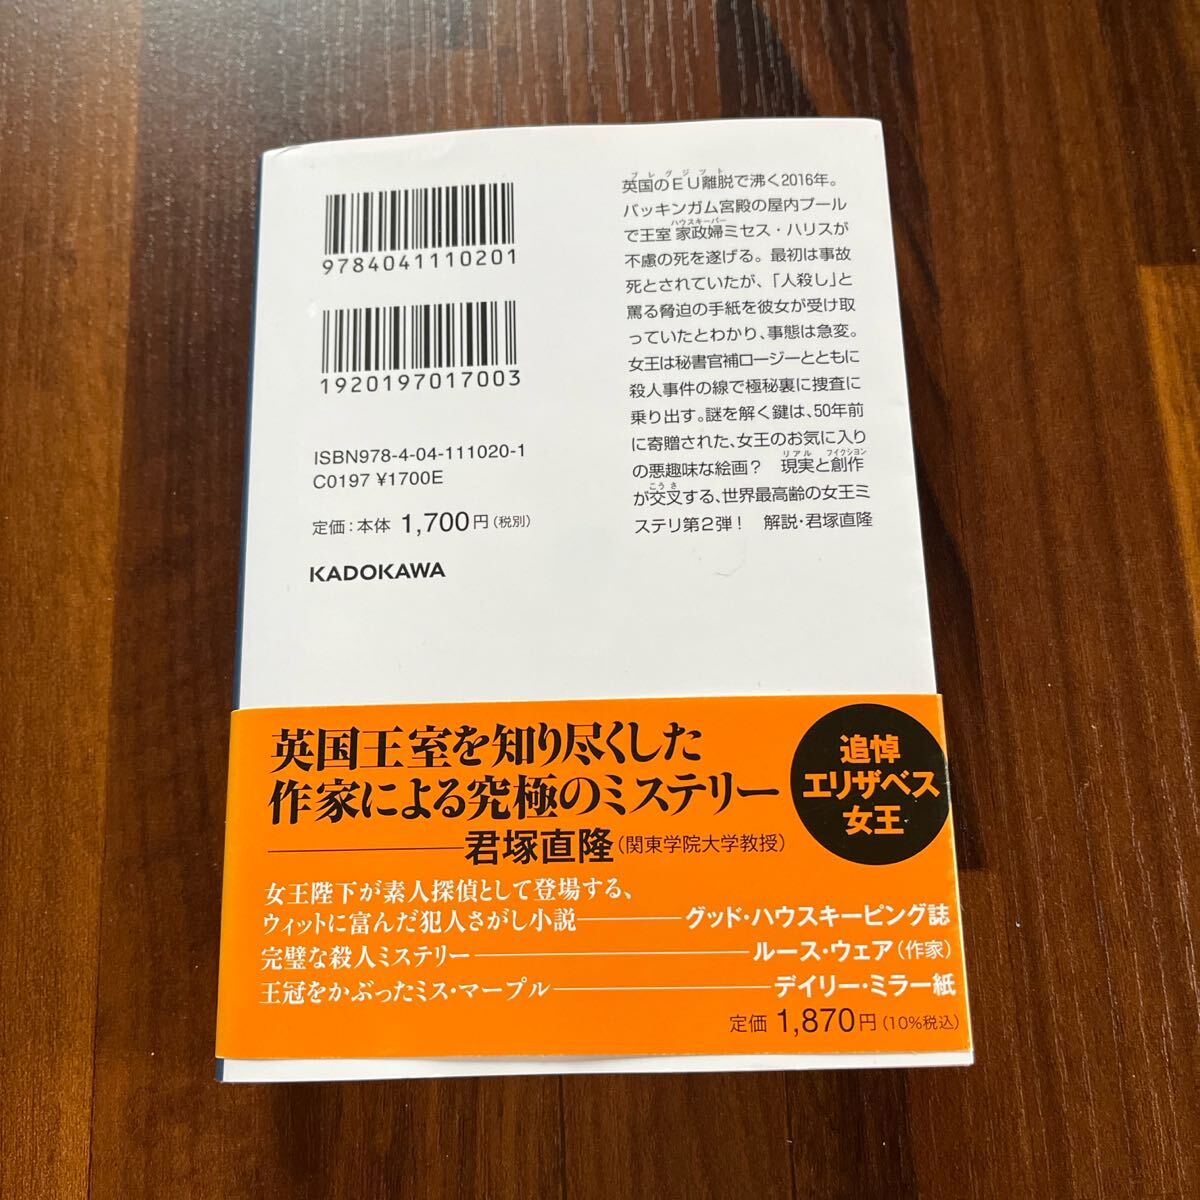 9784041110201
1920197017003
ISBN978-4-04-111020-1
C0197 ¥1700E
定価:本体 1,700円(税別)
KADOKAWA
ブレグジット
英国のEU離脱で沸く2016年。
バッキンガム宮殿の屋内プール
ハウスキーパー
で王室 家政婦ミセス・ハリスが
不慮の死を遂げる。最初は事故
死とされていたが、「人殺し」と
罵る脅迫の手紙を彼女が受け取
っていたとわかり、事態は急変。
女王は秘書官補ロージーとともに
殺人事件の線で極秘裏に捜査に
乗り出す。謎を解く鍵は、50年前
に寄贈された、女王のお気に入り
リアル フィクション
の悪趣味な絵画? 現実と創作
こうさ
が交叉する、世界最高齢の女王ミ
ステリ第2弾! 解説・君塚直隆
英国王室を知り尽くした
作家による究極のミステリー
——君塚直隆(関東学院大学教授)
追悼
エリザベス
女王
女王陛下が素人探偵として登場する、
ウィットに富んだ犯人さがし小説——グッド・ハウスキーピング誌
完璧な殺人ミステリー——ルース・ウェア(作家)
王冠をかぶったミス・マープル——デイリー・ミラー紙
定価 1,870円(10%税込)